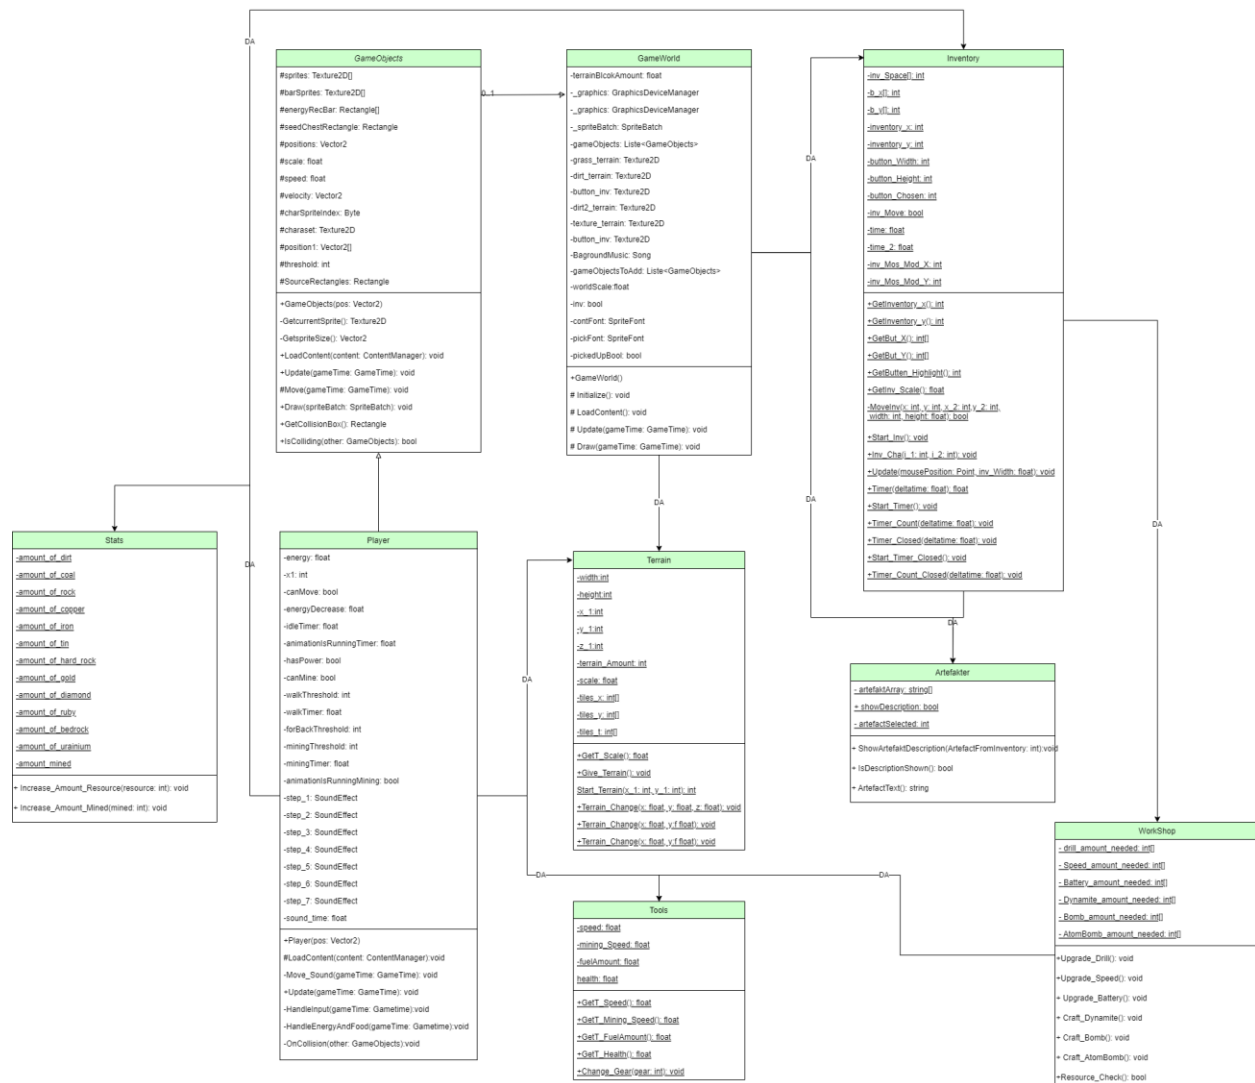 DA
GameObjects
#sprites: Texture2D[]
#barSprites: Texture2D[]
#energyRecBar: Rectangle[]
#seedChestRectangle: Rectangle
#positions: Vector2
#scale: float
#speed: float
#velocity: Vector2
#charSpriteIndex: Byte
#charaset: Texture2D
#position1: Vector2[]
#threshold: int
#SourceRectangles: Rectangle
+GameObjects(pos: Vector2)
-GetcurrentSprite(): Texture2D
-GetspriteSize(): Vector2
+LoadContent(content: ContentManager): void
+Update(gameTime: GameTime): void
#Move(gameTime: GameTime): void
+Draw(spriteBatch: SpriteBatch): void
+GetCollisionBox(): Rectangle
+IsColliding(other: GameObjects): bool
0..1
GameWorld
-terrainBlcokAmount: float
-_graphics: GraphicsDeviceManager
-_graphics: GraphicsDeviceManager
-_spriteBatch: SpriteBatch
-gameObjects: Liste<GameObjects>
-grass_terrain: Texture2D
-dirt_terrain: Texture2D
-button_inv: Texture2D
-dirt2_terrain: Texture2D
-texture_terrain: Texture2D
-button_inv: Texture2D
-BagroundMusic: Song
-gameObjectsToAdd: Liste<GameObjects>
-worldScale:float
-inv: bool
-contFont: SpriteFont
-pickFont: SpriteFont
-pickedUpBool: bool
+GameWorld()
# Initialize(): void
# LoadContent(): void
# Update(gameTime: GameTime): void
# Draw(gameTime: GameTime): void
DA
DA
DA
Inventory
-inv_Space[]: int
-b_x[]: int
-b_y[]: int
-inventory_x: int
-inventory_y: int
-button_Width: int
-button_Height: int
-button_Chosen: int
-inv_Move: bool
-time: float
-time_2: float
-inv_Mos_Mod_X: int
-inv_Mos_Mod_Y: int
+GetInventory_x(): int
+GetInventory_y(): int
+GetBut_X(): int[]
+GetBut_Y(): int[]
+GetButten_Highlight(): int
+GetInv_Scale(): float
-MoveInv(x: int, y: int, x_2: int,y_2: int,
width: int, height: float): bool
+Start_Inv(): void
+Inv_Cha(i_1: int, i_2: int): void
+Update(mousePosition: Point, inv_Width: float): void
+Timer(deltatime: float): float
+Start_Timer(): void
+Timer_Count(deltatime: float): void
+Timer_Closed(deltatime: float): void
+Start_Timer_Closed(): void
+Timer_Count_Closed(deltatime: float): void
DA
DA
Stats
-amount_of_dirt
-amount_of_coal
-amount_of_rock
-amount_of_copper
-amount_of_iron
-amount_of_tin
-amount_of_hard_rock
-amount_of_gold
-amount_of_diamond
-amount_of_ruby
-amount_of_bedrock
-amount_of_urainium
-amount_mined
+ Increase_Amount_Resource(resource: int): void
+ Increase_Amount_Mined(mined: int): void
DA
Player
-energy: float
-x1: int
-canMove: bool
-energyDecrease: float
-idleTimer: float
-animationIsRunningTimer: float
-hasPower: bool
-canMine: bool
-walkThreshold: int
-walkTimer: float
-forBackThreshold: int
-miningThreshold: int
-miningTimer: float
-animationIsRunningMining: bool
-step_1: SoundEffect
-step_2: SoundEffect
-step_3: SoundEffect
-step_4: SoundEffect
-step_5: SoundEffect
-step_6: SoundEffect
-step_7: SoundEffect
-sound_time: float
+Player(pos: Vector2)
#LoadContent(content: ContentManager):void
-Move_Sound(gameTime: GameTime): void
+Update(gameTime: GameTime): void
-HandleInput(gameTime: Gametime):void
-HandleEnergyAndFood(gameTime: Gametime):void
-OnCollision(other: GameObjects):void
DA
DA
Terrain
-width:int
-height:int
-x_1:int
-y_1:int
-z_1:int
-terrain_Amount: int
-scale: float
-tiles_x: int[]
-tiles_y: int[]
-tiles_t: int[]
+GetT_Scale(): float
+Give_Terrain(): void
Start_Terrain(x_1: int, y_1: int): int
+Terrain_Change(x: float, y: float, z: float): void
+Terrain_Change(x: float, y:f float): void
+Terrain_Change(x: float, y:f float): void
Artefakter
- artefaktArray: string[]
+ showDescription: bool
- artefactSelected: int
+ ShowArtefaktDescription(ArtefactFromInventory: int):void
+ IsDescriptionShown(): bool
+ ArtefactText(): string
DA
Tools
-speed: float
-mining_Speed: float
-fuelAmount: float
health: float
+GetT_Speed(): float
+GetT_Mining_Speed(): float
+GetT_FuelAmount(): float
+GetT_Health(): float
+Change_Gear(gear: int): void
WorkShop
- drill_amount_needed: int[]
- Speed_amount_needed: int[]
- Battery_amount_needed: int[]
- Dynamite_amount_needed: int[]
- Bomb_amount_needed: int[]
- AtomBomb_amount_needed: int[]
+Upgrade_Drill(): void
+Upgrade_Speed(): void
+ Upgrade_Battery(): void
+ Craft_Dynamite(): void
+ Craft_Bomb(): void
+ Craft_AtomBomb(): void
+Resource_Check(): bool